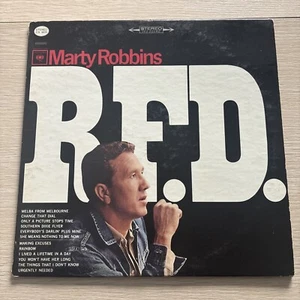 STEREO
Marty Robbins
R.F.D.
MELBA FROM MELBOURNE
CHANGE THAT DIAL
ONLY A PICTURE STOPS TIME
SOUTHERN DIXIE FLYER
EVERYBODY'S DARLIN' PLUS MINE
SHE MEANS NOTHING TO ME NOW
MAKING EXCUSES
RAINBOW
I LIVED A LIFETIME IN A DAY
YOU WON'T HAVE HER LONG
THE THINGS THAT I DON'T KNOW
URGENTLY NEEDED